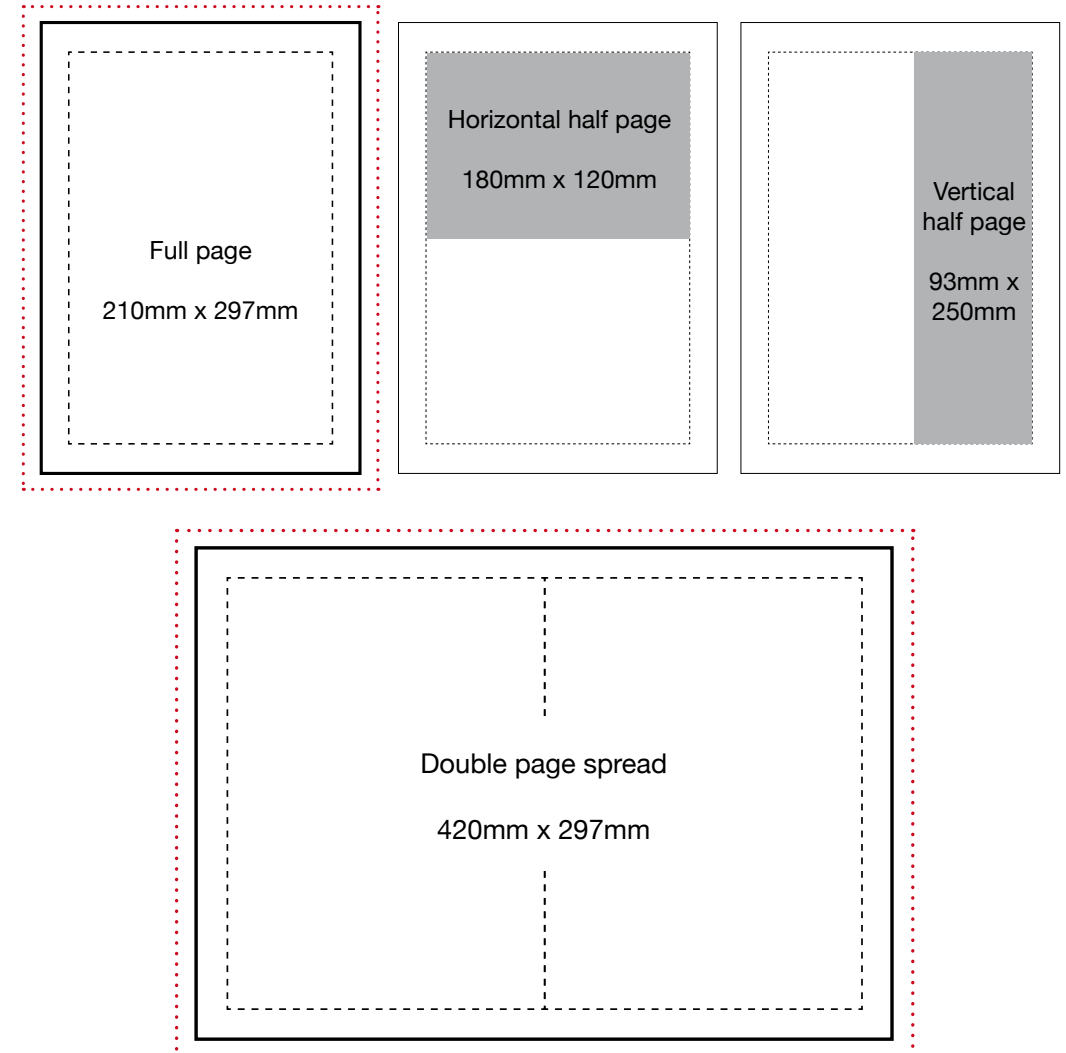 Full page
210mm x 297mm
Horizontal half page
180mm x 120mm
Vertical
half page
93mm x
250mm
Double page spread
420mm x 297mm